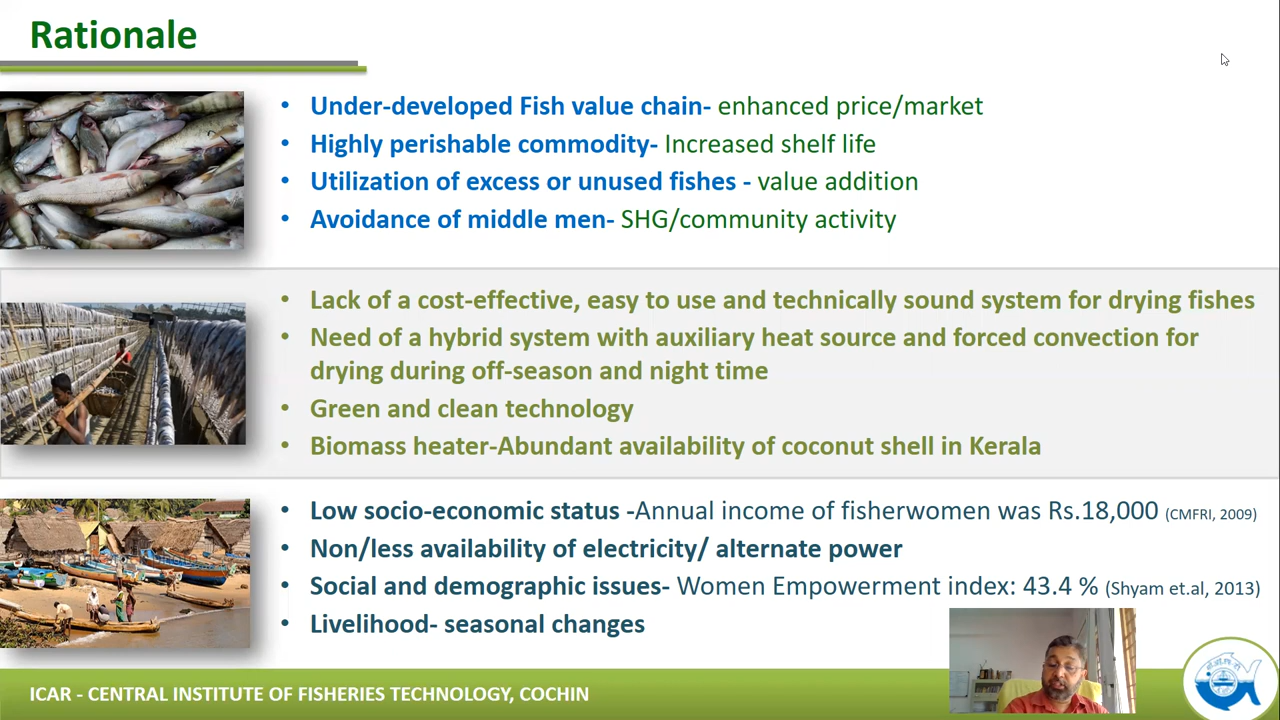 Rationale
• Under-developed Fish value chain- enhanced price/market
• Highly perishable commodity- Increased shelf life
• Utilization of excess or unused fishes - value addition
• Avoidance of middle men- SHG/community activity
• Lack of a cost-effective, easy to use and technically sound system for drying fishes
• Need of a hybrid system with auxiliary heat source and forced convection for
drying during off-season and night time
• Green and clean technology
• Biomass heater-Abundant availability of coconut shell in Kerala
• Low socio-economic status -Annual income of fisherwomen was Rs.18,000 (CMFRI, 2009)
• Non/less availability of electricity/ alternate power
• Social and demographic issues- Women Empowerment index: 43.4 % (Shyam et.al, 2013)
• Livelihood- seasonal changes
ICAR - CENTRAL INSTITUTE OF FISHERIES TECHNOLOGY, COCHIN